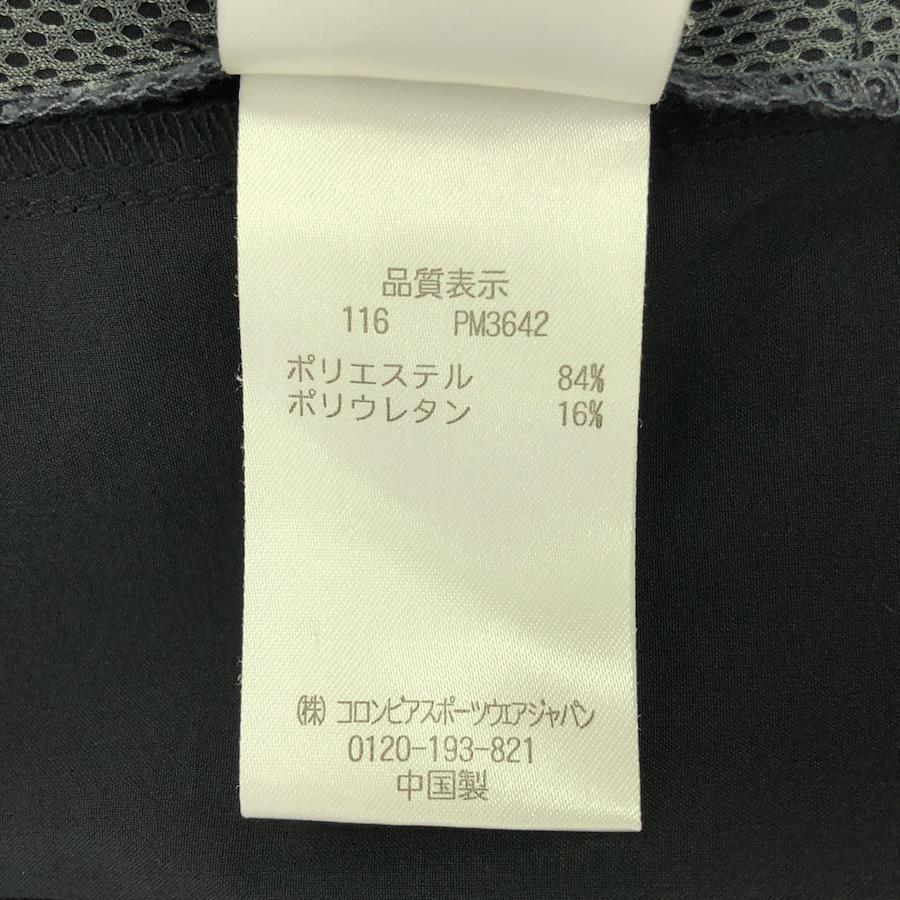 品質表示
116 PM3642
ポリエステル 84%
ポリウレタン 16%
(株) コロンビアスポーツウエアジャパン
0120-193-821
中国製